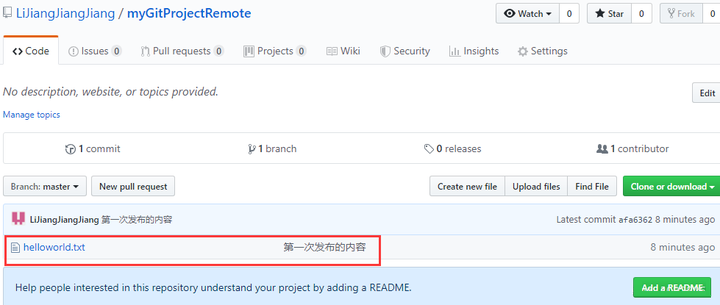 LiJiangJiangJiang / myGitProjectRemote
Watch 0 Star 0 Fork 0
Code Issues 0 Pull requests 0 Projects 0 Wiki Security Insights Settings
No description, website, or topics provided. Edit
Manage topics
1 commit 1 branch 0 releases 1 contributor
Branch: master New pull request Create new file Upload files Find File Clone or download
LiJiangJiangJiang 第一次发布的内容 Latest commit afa6362 8 minutes ago
helloworld.txt 第一次发布的内容 8 minutes ago
Help people interested in this repository understand your project by adding a README. Add a README